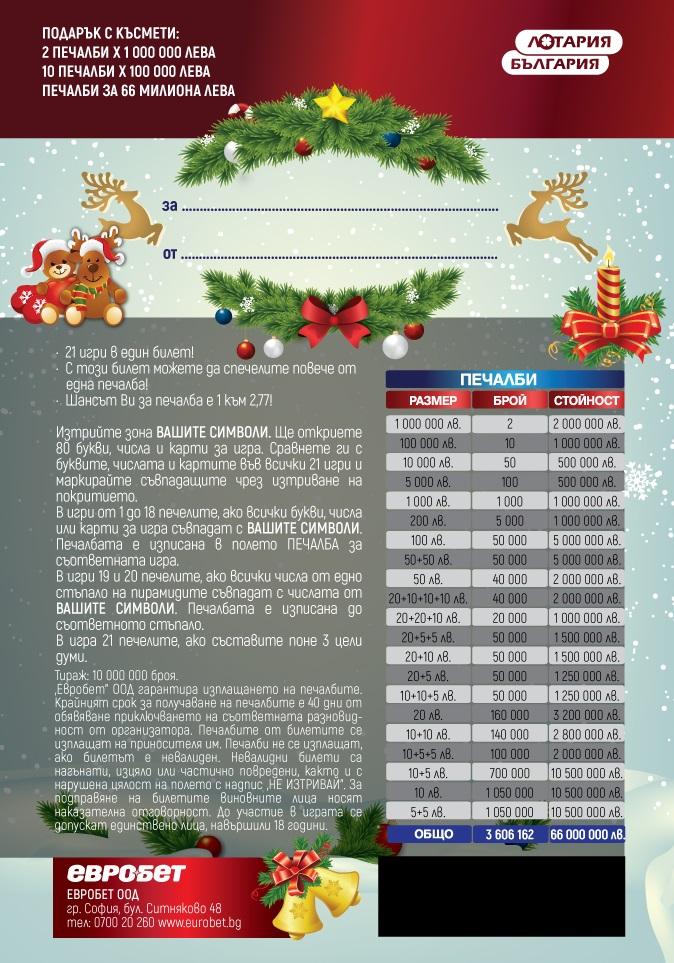 ПОДАРЪК С КЪСМЕТИ:
2 ПЕЧАЛБИ X 1 000 000 ЛЕВА
10 ПЕЧАЛБИ X 100 000 ЛЕВА
ПЕЧАЛБИ ЗА 66 МИЛИОНА ЛЕВА
ЛОТАРИЯ
БЪЛГАРИЯ
за ........................................................................................
от ........................................................................................
· 21 игри в един билет!
· С този билет можете да спечелите повече от
една печалба!
· Шансът Ви за печалба е 1 към 2,77!
Изтрийте зона ВАШИТЕ СИМВОЛИ. Ще откриете
80 букви, числа и карти за игра. Сравнете ги с
буквите, числата и картите във всички 21 игри и
маркирайте съвпадащите чрез изтриване на
покритието.
В игри от 1 до 18 печелите, ако всички букви, числа
или карти за игра съвпадат с ВАШИТЕ СИМВОЛИ.
Печалбата е изписана в полето ПЕЧАЛБА за
съответната игра.
В игри 19 и 20 печелите, ако всички числа от едно
стъпало на пирамидите съвпадат с числата от
ВАШИТЕ СИМВОЛИ. Печалбата е изписана до
съответното стъпало.
В игра 21 печелите, ако съставите поне 3 цели
думи.
Тираж: 10 000 000 броя.
„Евробет" ООД гарантира изплащането на печалбите.
Крайният срок за получаване на печалбите е 40 дни от
обявяване приключването на съответната разновид-
ност от организатора. Печалбите от билетите се
изплащат на приносителя им. Печалби не се изплащат,
ако билетът е невалиден. Невалидни билети са
нагънати, изцяло или частично повредени, както и с
нарушена цялост на полето с надпис „НЕ ИЗТРИВАЙ". За
подправяне на билетите виновните лица носят
наказателна отговорност. До участие в играта се
допускат единствено лица, навършили 18 години.
ПЕЧАЛБИ
РАЗМЕР БРОЙ СТОЙНОСТ
1 000 000 лв. 2 2 000 000 лв.
100 000 лв. 10 1 000 000 лв.
10 000 лв. 50 500 000 лв.
5 000 лв. 100 500 000 лв.
1 000 лв. 1 000 1 000 000 лв.
200 лв. 5 000 1 000 000 лв.
100 лв. 50 000 5 000 000 лв.
50+50 лв. 50 000 5 000 000 лв.
50 лв. 40 000 2 000 000 лв.
20+10+10+10 лв. 40 000 2 000 000 лв.
20+20+10 лв. 20 000 1 000 000 лв.
20+5+5 лв. 50 000 1 500 000 лв.
20+10 лв. 50 000 1 500 000 лв.
20+5 лв. 50 000 1 250 000 лв.
10+10+5 лв. 50 000 1 250 000 лв.
20 лв. 160 000 3 200 000 лв.
10+10 лв. 140 000 2 800 000 лв.
10+5+5 лв. 100 000 2 000 000 лв.
10+5 лв. 700 000 10 500 000 лв.
10 лв. 1 050 000 10 500 000 лв.
5+5 лв. 1 050 000 10 500 000 лв.
ОБЩО 3 606 162 66 000 000 лв.
ЕВРОБЕТ
ЕВРОБЕТ ООД
гр. София, бул. Ситняково 48
тел: 0700 20 260 www.eurobet.bg